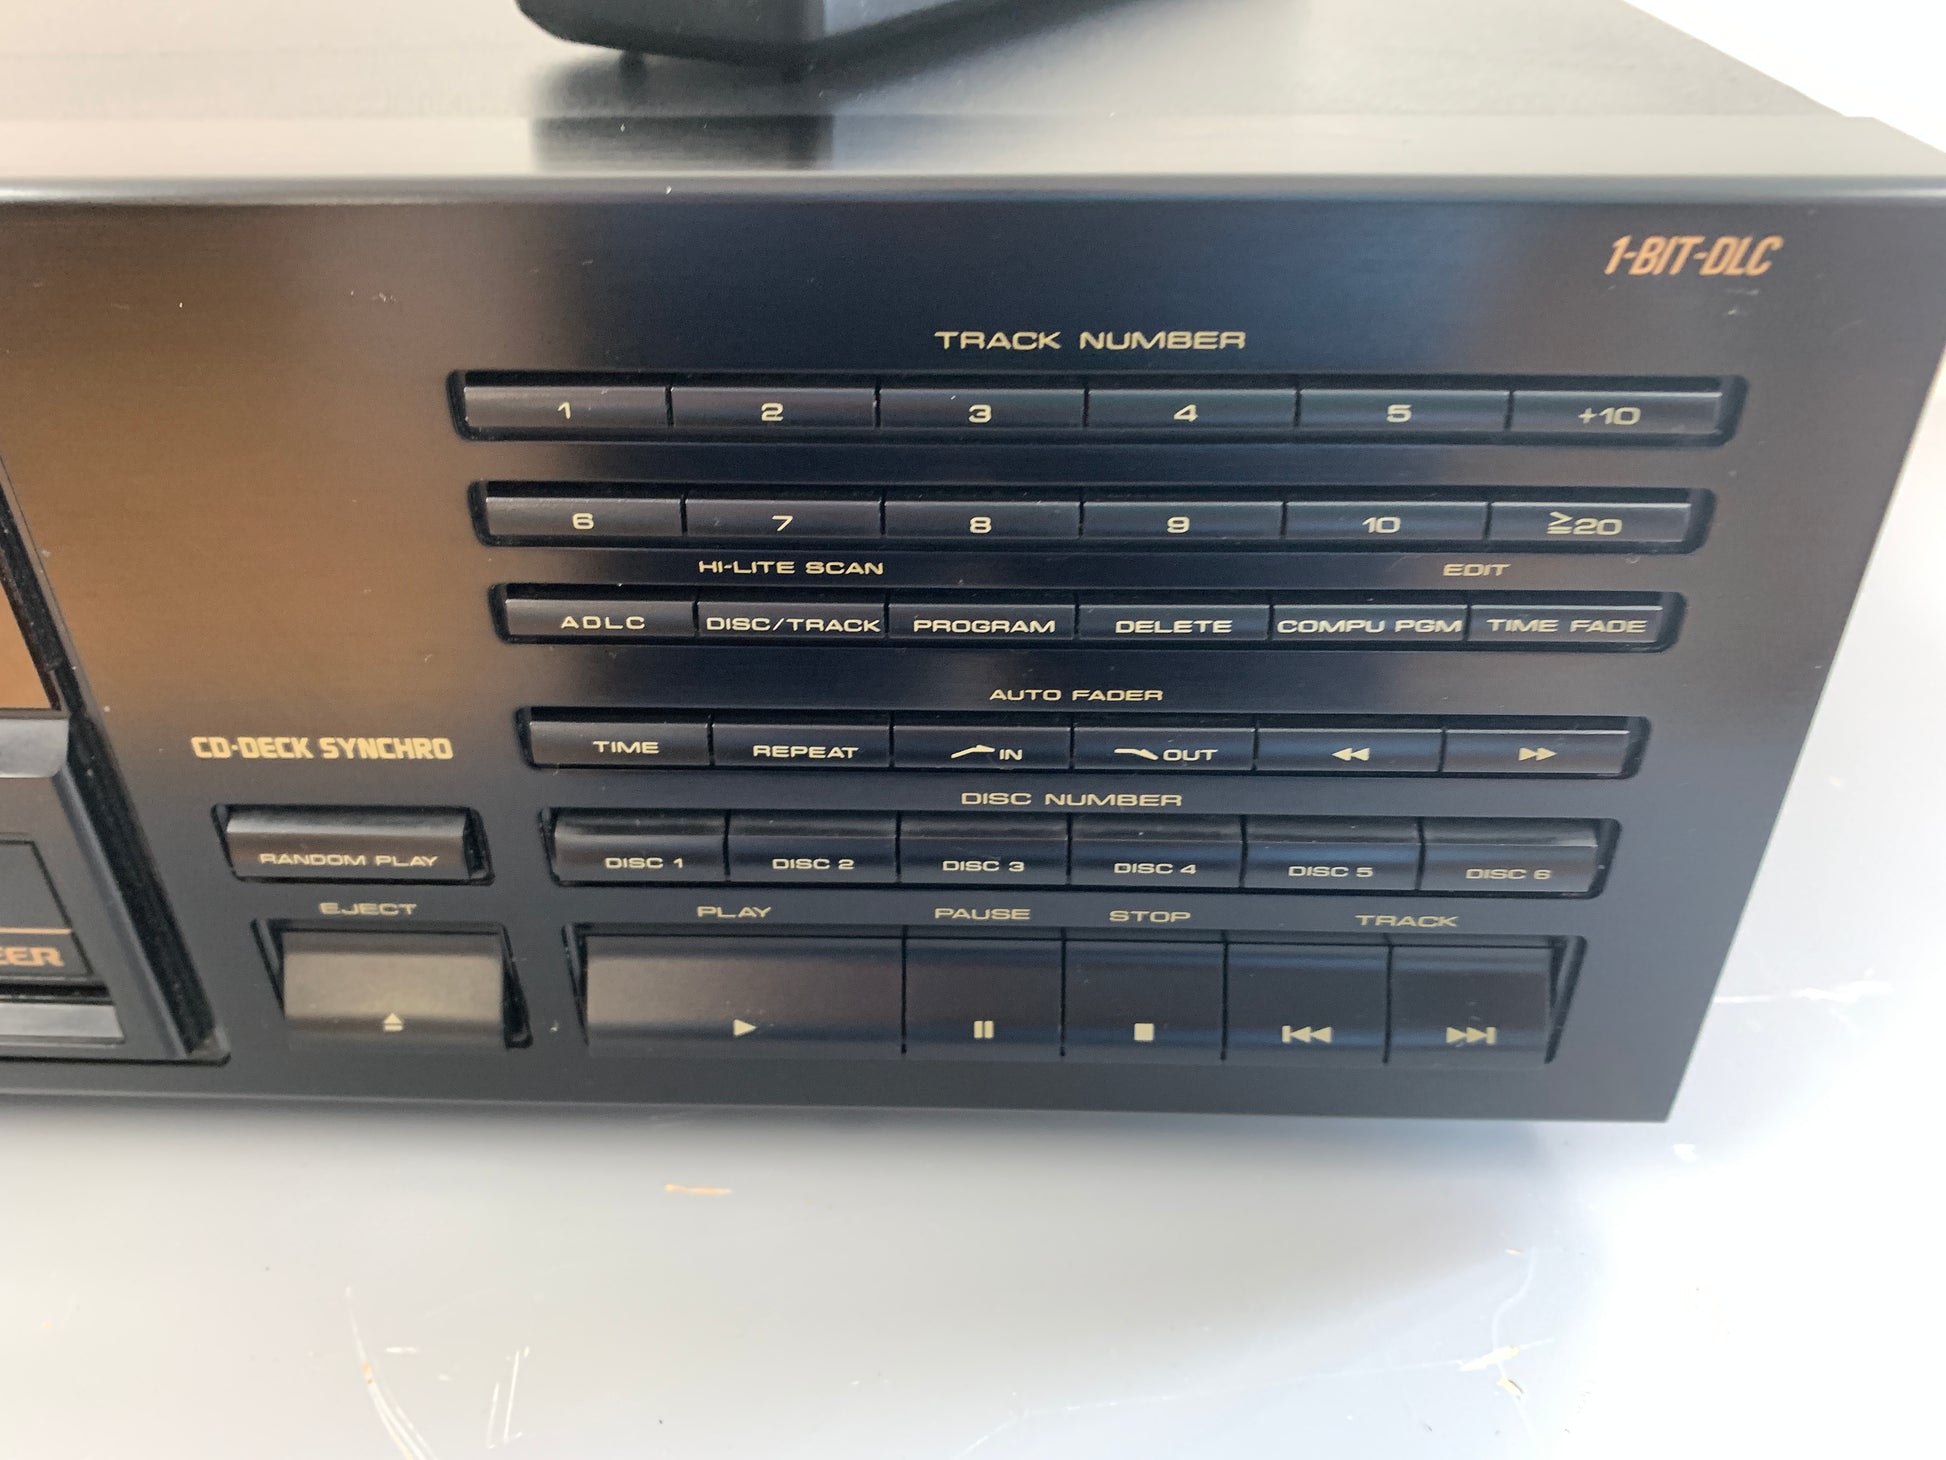 1-BIT-DLC
TRACK NUMBER
1 2 3 4 5 +10
6 7 8 9 10 ≧20
HI-LITE SCAN EDIT
ADLC DISC/TRACK PROGRAM DELETE COMPU PGM TIME FADE
AUTO FADER
CD·DECK SYNCHRO
TIME REPEAT IN OUT
DISC NUMBER
RANDOM PLAY DISC 1 DISC 2 DISC 3 DISC 4 DISC 5 DISC 6
EJECT PLAY PAUSE STOP TRACK
EER